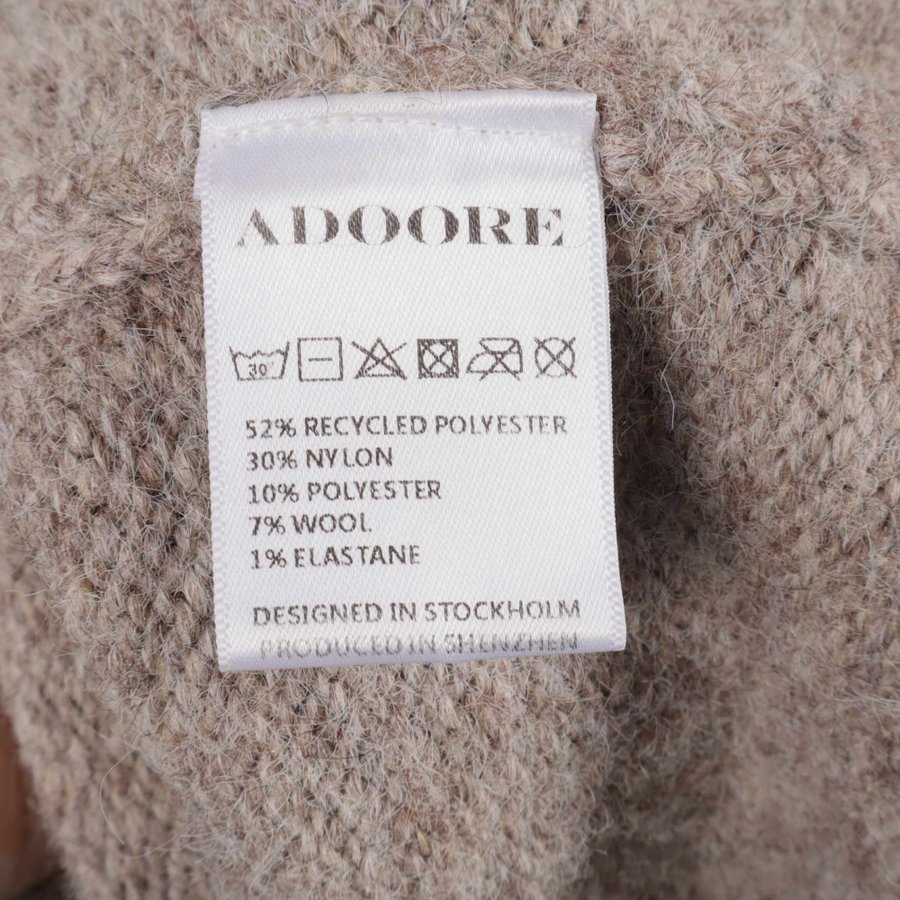 ADOORE
30°
52% RECYCLED POLYESTER
30% NYLON
10% POLYESTER
7% WOOL
1% ELASTANE
DESIGNED IN STOCKHOLM
PRODUCED IN SHENZHEN